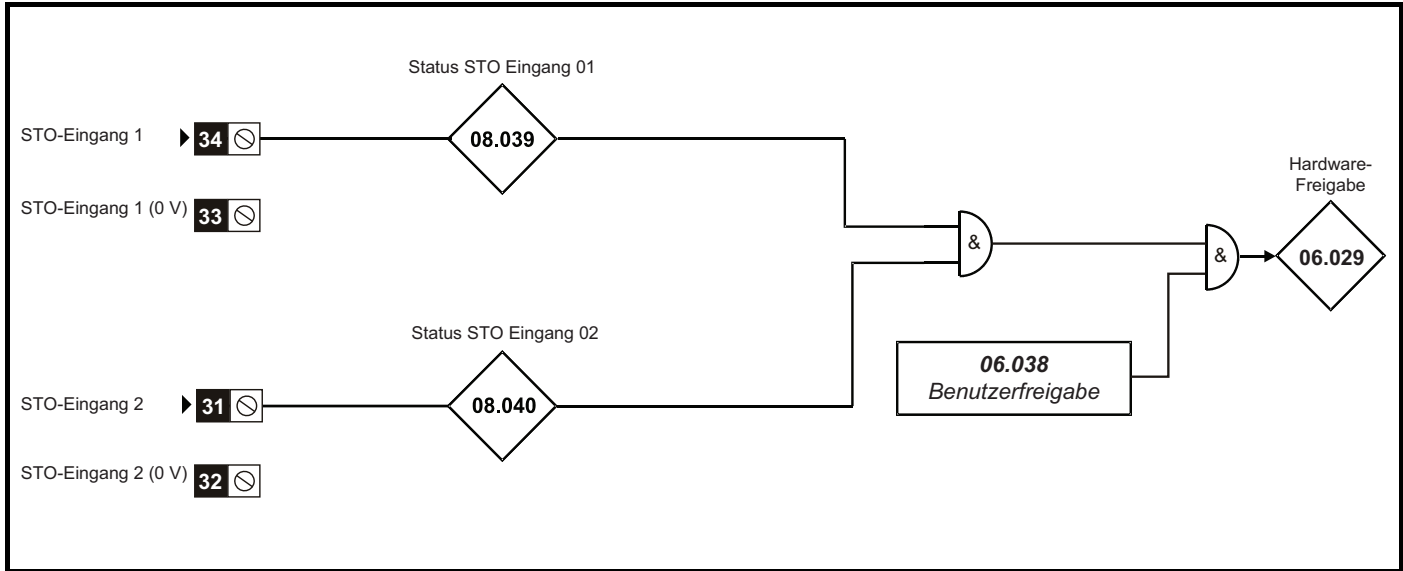 Status STO Eingang 01
STO-Eingang 1
34
08.039
STO-Eingang 1 (0 V)
33
&
&
Hardware-
Freigabe
06.029
Status STO Eingang 02
06.038
Benutzerfreigabe
STO-Eingang 2
31
08.040
STO-Eingang 2 (0 V)
32